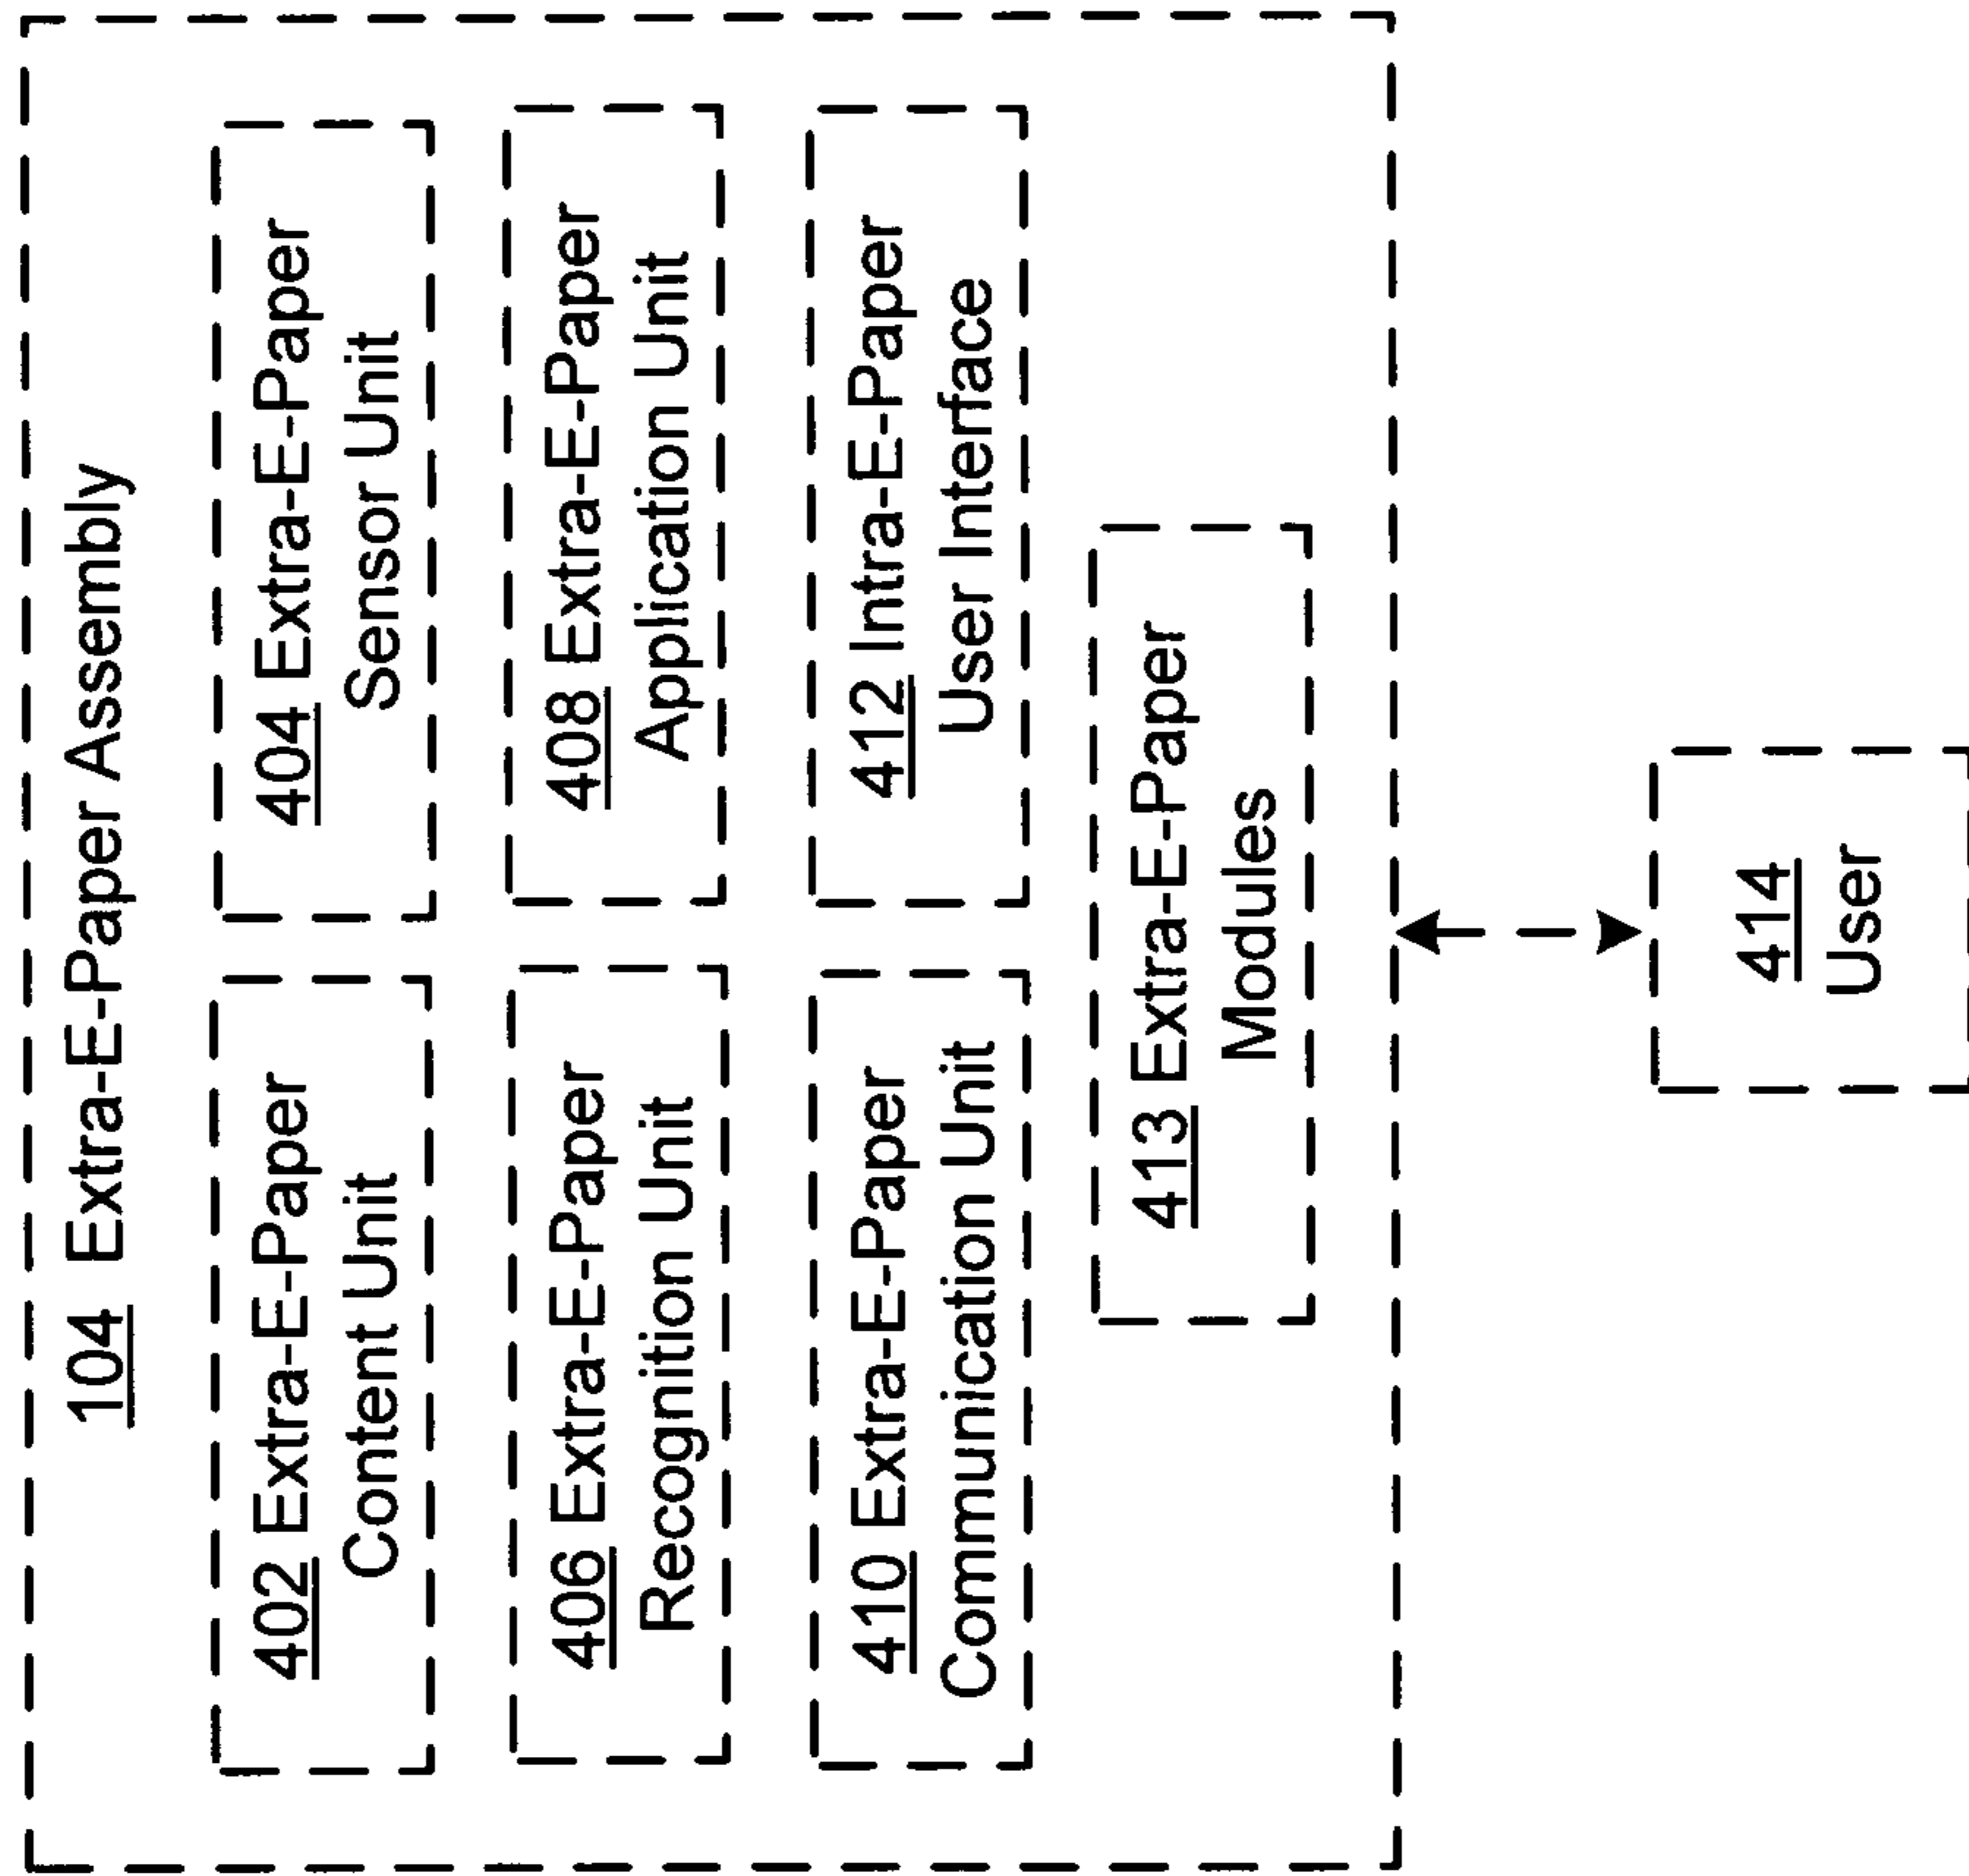 104 Extra-E-Paper Assembly
402 Extra-E-Paper
Content Unit
404 Extra-E-Paper
Sensor Unit
406 Extra-E-Paper
Recognition Unit
408 Extra-E-Paper
Application Unit
410 Extra-E-Paper
Communication Unit
412 Intra-E-Paper
User Interface
413 Extra-E-Paper
Modules
414
User